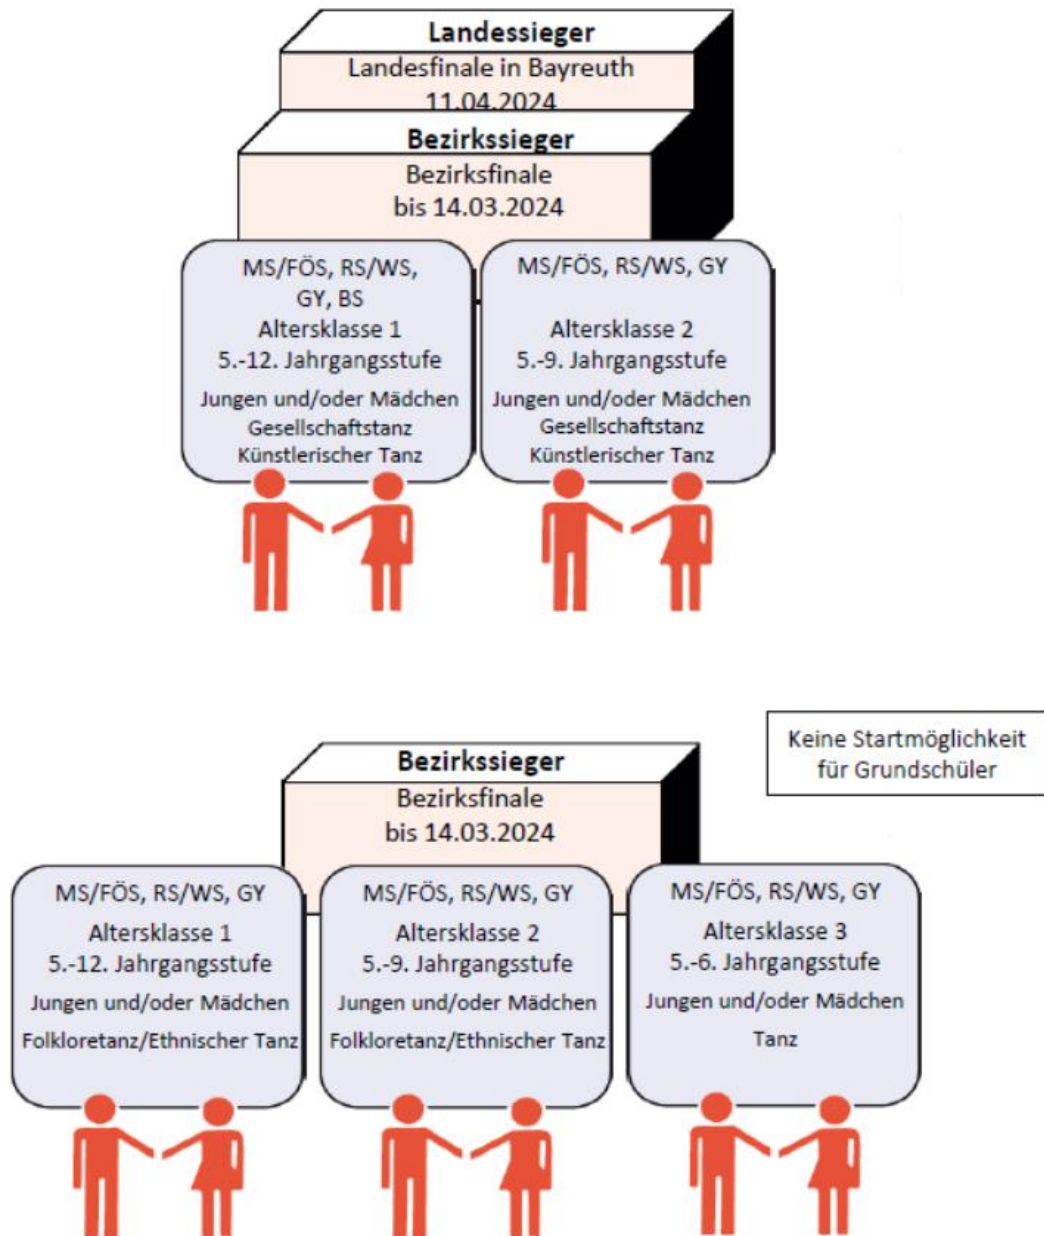 Landessieger
Landesfinale in Bayreuth
11.04.2024
Bezirkssieger
Bezirksfinale
bis 14.03.2024
MS/FÖS, RS/WS,
GY, BS
Altersklasse 1
5.-12. Jahrgangsstufe
Jungen und/oder Mädchen
Gesellschaftstanz
Künstlerischer Tanz
MS/FÖS, RS/WS, GY
Altersklasse 2
5.-9. Jahrgangsstufe
Jungen und/oder Mädchen
Gesellschaftstanz
Künstlerischer Tanz
Keine Startmöglichkeit
für Grundschüler
Bezirkssieger
Bezirksfinale
bis 14.03.2024
MS/FÖS, RS/WS, GY
Altersklasse 1
5.-12. Jahrgangsstufe
Jungen und/oder Mädchen
Folkloretanz/Ethnischer Tanz
MS/FÖS, RS/WS, GY
Altersklasse 2
5.-9. Jahrgangsstufe
Jungen und/oder Mädchen
Folkloretanz/Ethnischer Tanz
MS/FÖS, RS/WS, GY
Altersklasse 3
5.-6. Jahrgangsstufe
Jungen und/oder Mädchen
Tanz